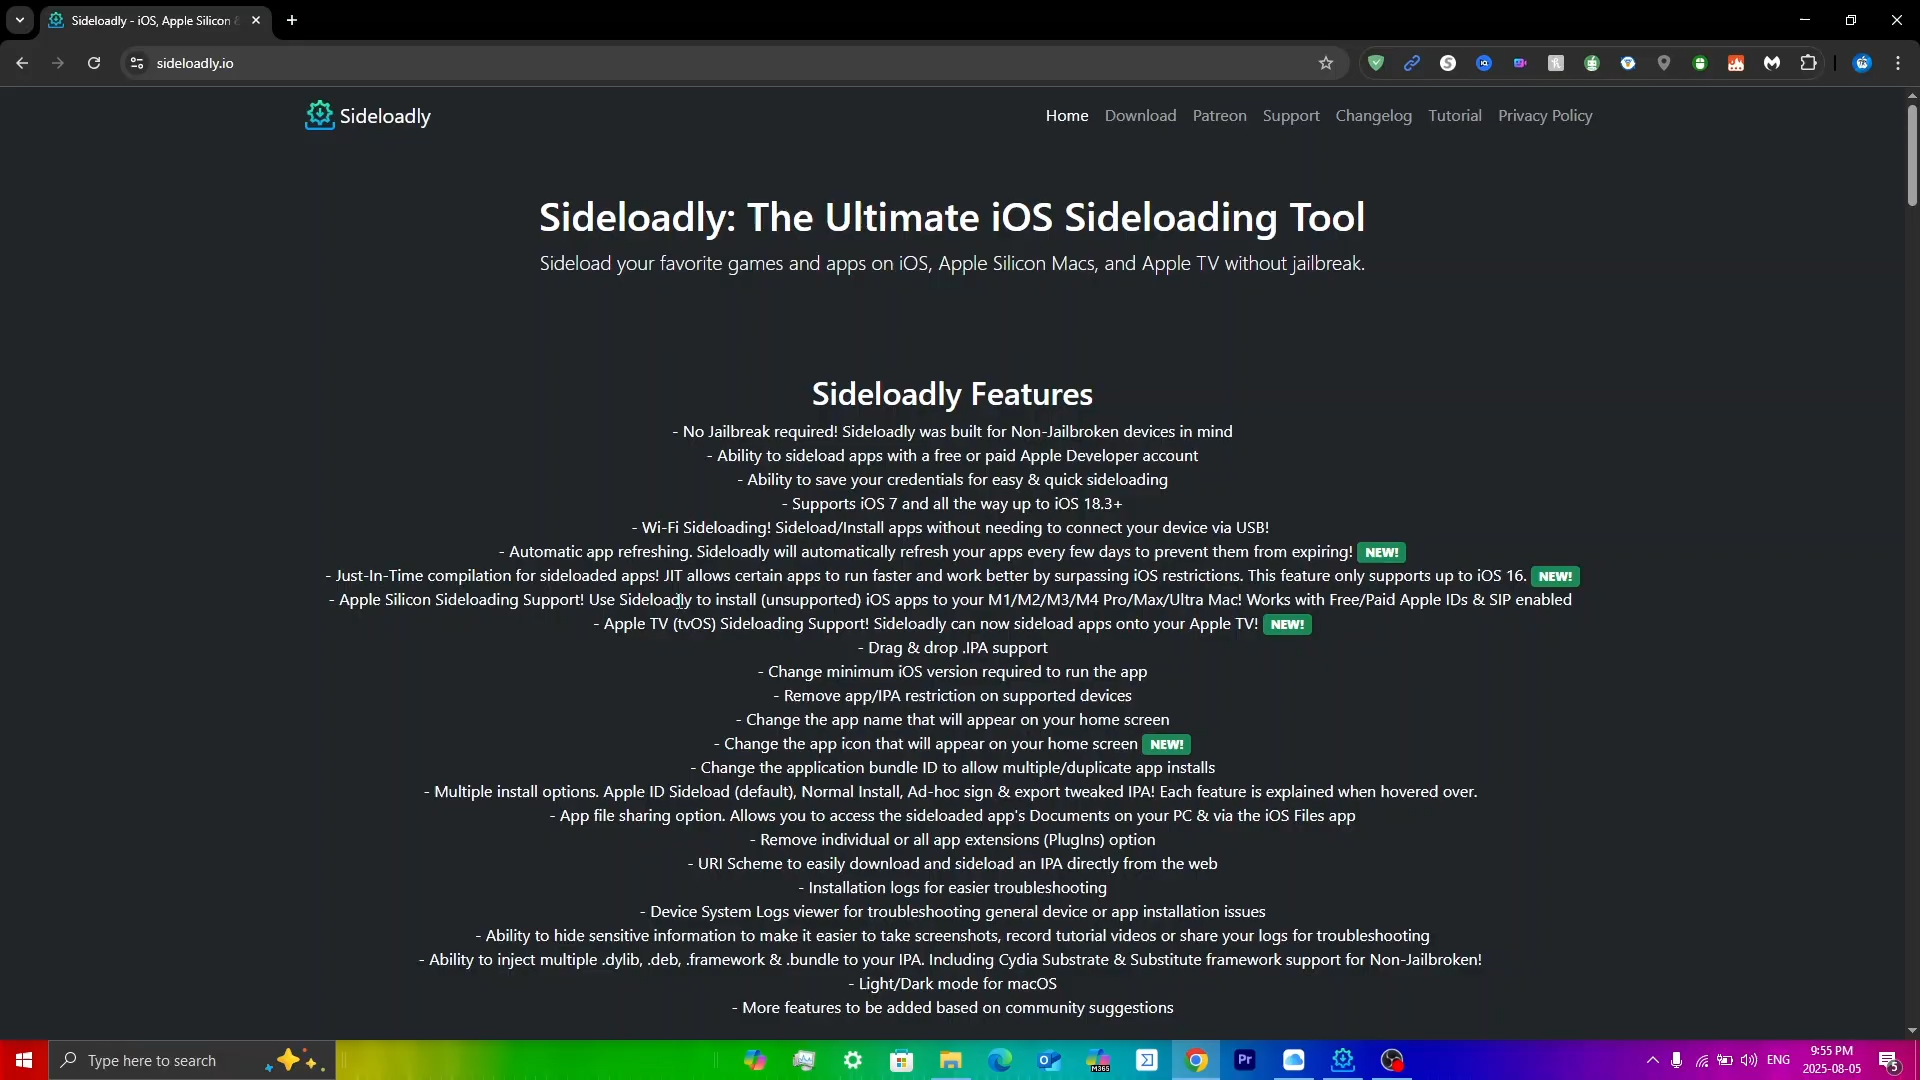 Sideloadly - iOS, Apple Silicon
sideloadly.io
Sideloadly
Home Download Patreon Support Changelog Tutorial Privacy Policy
Sideloadly: The Ultimate iOS Sideloading Tool
Sideload your favorite games and apps on iOS, Apple Silicon Macs, and Apple TV without jailbreak.
Sideloadly Features
- No Jailbreak required! Sideloadly was built for Non-Jailbroken devices in mind
- Ability to sideload apps with a free or paid Apple Developer account
- Ability to save your credentials for easy & quick sideloading
- Supports iOS 7 and all the way up to iOS 18.3+
- Wi-Fi Sideloading! Sideload/Install apps without needing to connect your device via USB!
- Automatic app refreshing. Sideloadly will automatically refresh your apps every few days to prevent them from expiring! NEW!
- Just-In-Time compilation for sideloaded apps! JIT allows certain apps to run faster and work better by surpassing iOS restrictions. This feature only supports up to iOS 16. NEW!
- Apple Silicon Sideloading Support! Use Sideloadly to install (unsupported) iOS apps to your M1/M2/M3/M4 Pro/Max/Ultra Mac! Works with Free/Paid Apple IDs & SIP enabled
- Apple TV (tvOS) Sideloading Support! Sideloadly can now sideload apps onto your Apple TV! NEW!
- Drag & drop .IPA support
- Change minimum iOS version required to run the app
- Remove app/IPA restriction on supported devices
- Change the app name that will appear on your home screen
- Change the app icon that will appear on your home screen NEW!
- Change the application bundle ID to allow multiple/duplicate app installs
- Multiple install options. Apple ID Sideload (default), Normal Install, Ad-hoc sign & export tweaked IPA! Each feature is explained when hovered over.
- App file sharing option. Allows you to access the sideloaded app's Documents on your PC & via the iOS Files app
- Remove individual or all app extensions (PlugIns) option
- URI Scheme to easily download and sideload an IPA directly from the web
- Installation logs for easier troubleshooting
- Device System Logs viewer for troubleshooting general device or app installation issues
- Ability to hide sensitive information to make it easier to take screenshots, record tutorial videos or share your logs for troubleshooting
- Ability to inject multiple .dylib, .deb, .framework & .bundle to your IPA. Including Cydia Substrate & Substitute framework support for Non-Jailbroken!
- Light/Dark mode for macOS
- More features to be added based on community suggestions
Type here to search
M365
Pr
ENG
9:55 PM
2025-08-05
5